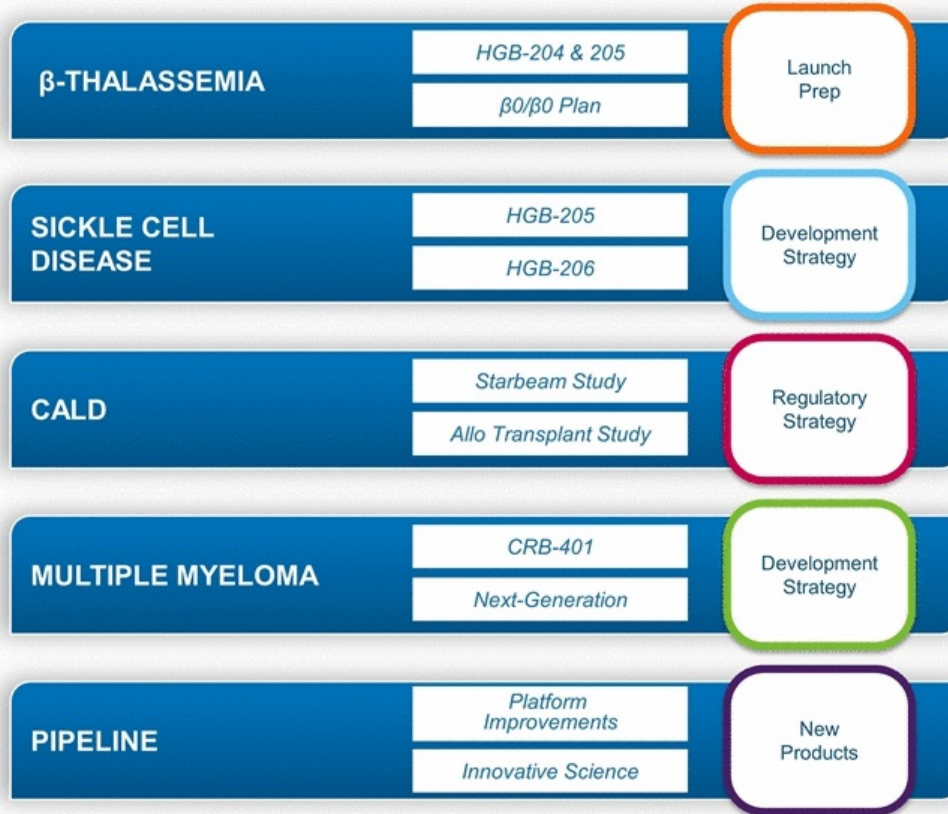 β-THALASSEMIA
HGB-204 & 205
β0/β0 Plan
Launch
Prep
SICKLE CELL
DISEASE
HGB-205
HGB-206
Development
Strategy
CALD
Starbeam Study
Allo Transplant Study
Regulatory
Strategy
MULTIPLE MYELOMA
CRB-401
Next-Generation
Development
Strategy
PIPELINE
Platform
Improvements
Innovative Science
New
Products